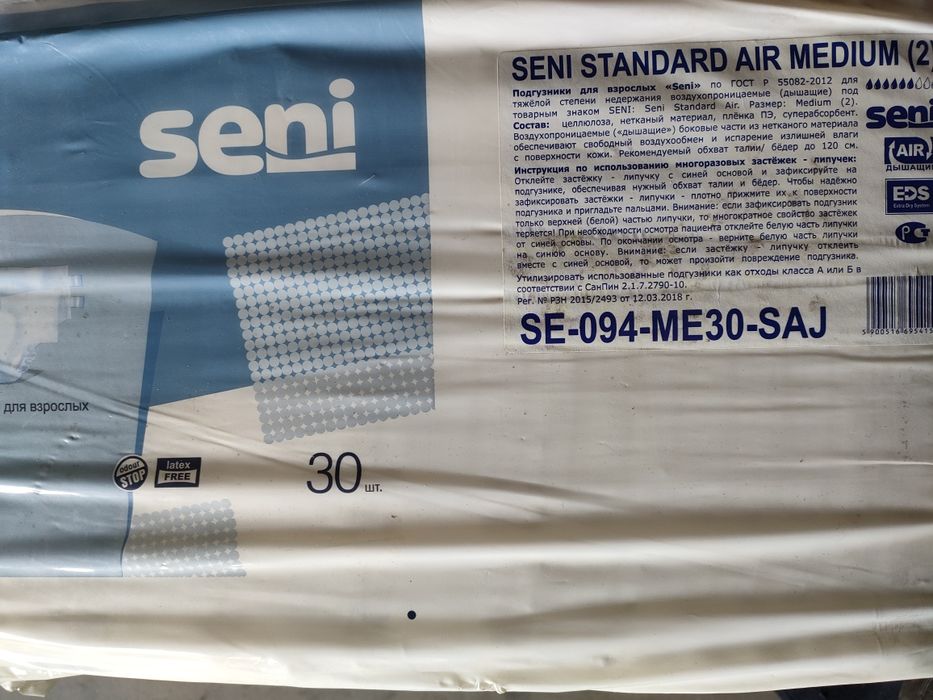 seni
для взрослых
odour
STOP
latex
FREE
30 шт.
SENI STANDARD AIR MEDIUM (2)
Подгузники для взрослых «Seni» по ГОСТ Р 55082-2012 для
тяжёлой степени недержания воздухопроницаемые (дышащие) под
товарным знаком SENI: Seni Standard Air. Размер: Medium (2).
Состав: целлюлоза, нетканый материал, плёнка ПЭ, суперабсорбент.
Воздухопроницаемые («дышащие») боковые части из нетканого материала
обеспечивают свободный воздухообмен и испарение излишней влаги
с поверхности кожи. Рекомендуемый обхват талии/ бёдер до 120 см.
Инструкция по использованию многоразовых застёжек - липучек:
Отклейте застёжку - липучку с синей основой и зафиксируйте на
подгузнике, обеспечивая нужный обхват талии и бёдер. Чтобы надёжно
зафиксировать застёжки - липучки - плотно прижмите их к поверхности
подгузника и пригладьте пальцами. Внимание: если зафиксировать подгузник
только верхней (белой) частью липучки, то многократное свойство застёжек
теряется! При необходимости осмотра пациента отклейте белую часть липучки
от синей основы. По окончании осмотра - верните белую часть липучки
на синюю основу. Внимание: если застёжку - липучку отклеить
вместе с синей основой, то может произойти повреждение подгузника.
Утилизировать использованные подгузники как отходы класса А или Б в
соответствии с СанПин 2.1.7.2790-10.
Рег. № РЗН 2015/2493 от 12.03.2018 г.
SE-094-ME30-SAJ
seni
AIR
ДЫШАЩИ
EDS
Extra Dry System
РG
5 900516 695415